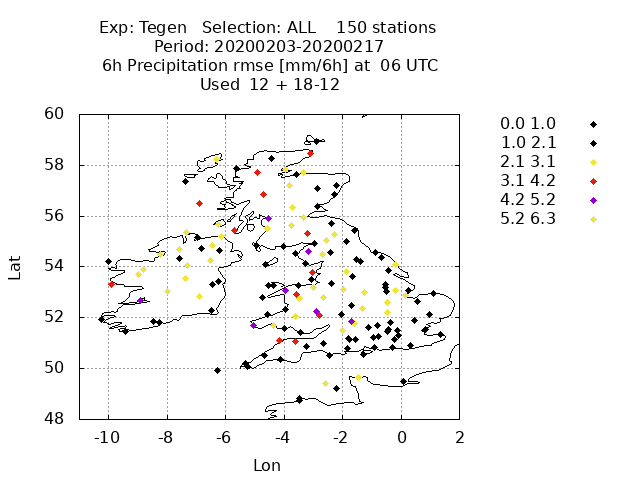 Exp: Tegen   Selection: ALL    150 stations
Period: 20200203-20200217
6h Precipitation rmse [mm/6h] at  06 UTC
Used  12 + 18-12
60
58
56
54
52
50
48
Lat
-10 -8 -6 -4 -2 0 2
Lon
0.0 1.0
1.0 2.1
2.1 3.1
3.1 4.2
4.2 5.2
5.2 6.3